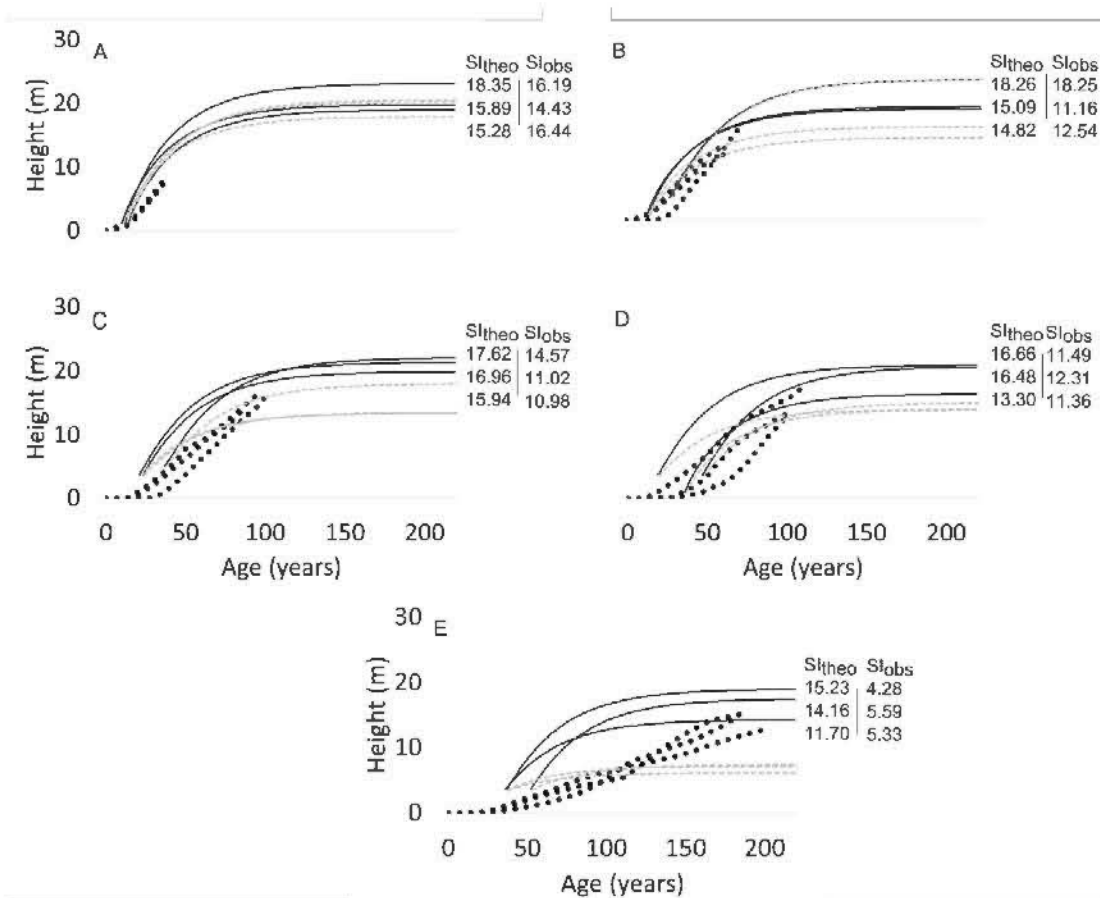 30
A
SItheo SIobs
18.35 16.19
15.89 14.43
15.28 16.44
20
10
0
Height (m)
B
SItheo SIobs
18.26 18.25
15.09 11.16
14.82 12.54
30
C
SItheo SIobs
17.62 14.57
16.96 11.02
15.94 10.98
20
10
0
Height (m)
0 50 100 150 200
Age (years)
D
SItheo SIobs
16.66 11.49
16.48 12.31
13.30 11.36
0 50 100 150 200
Age (years)
30
E
SItheo SIobs
15.23 4.28
14.16 5.59
11.70 5.33
20
10
0
Height (m)
0 50 100 150 200
Age (years)